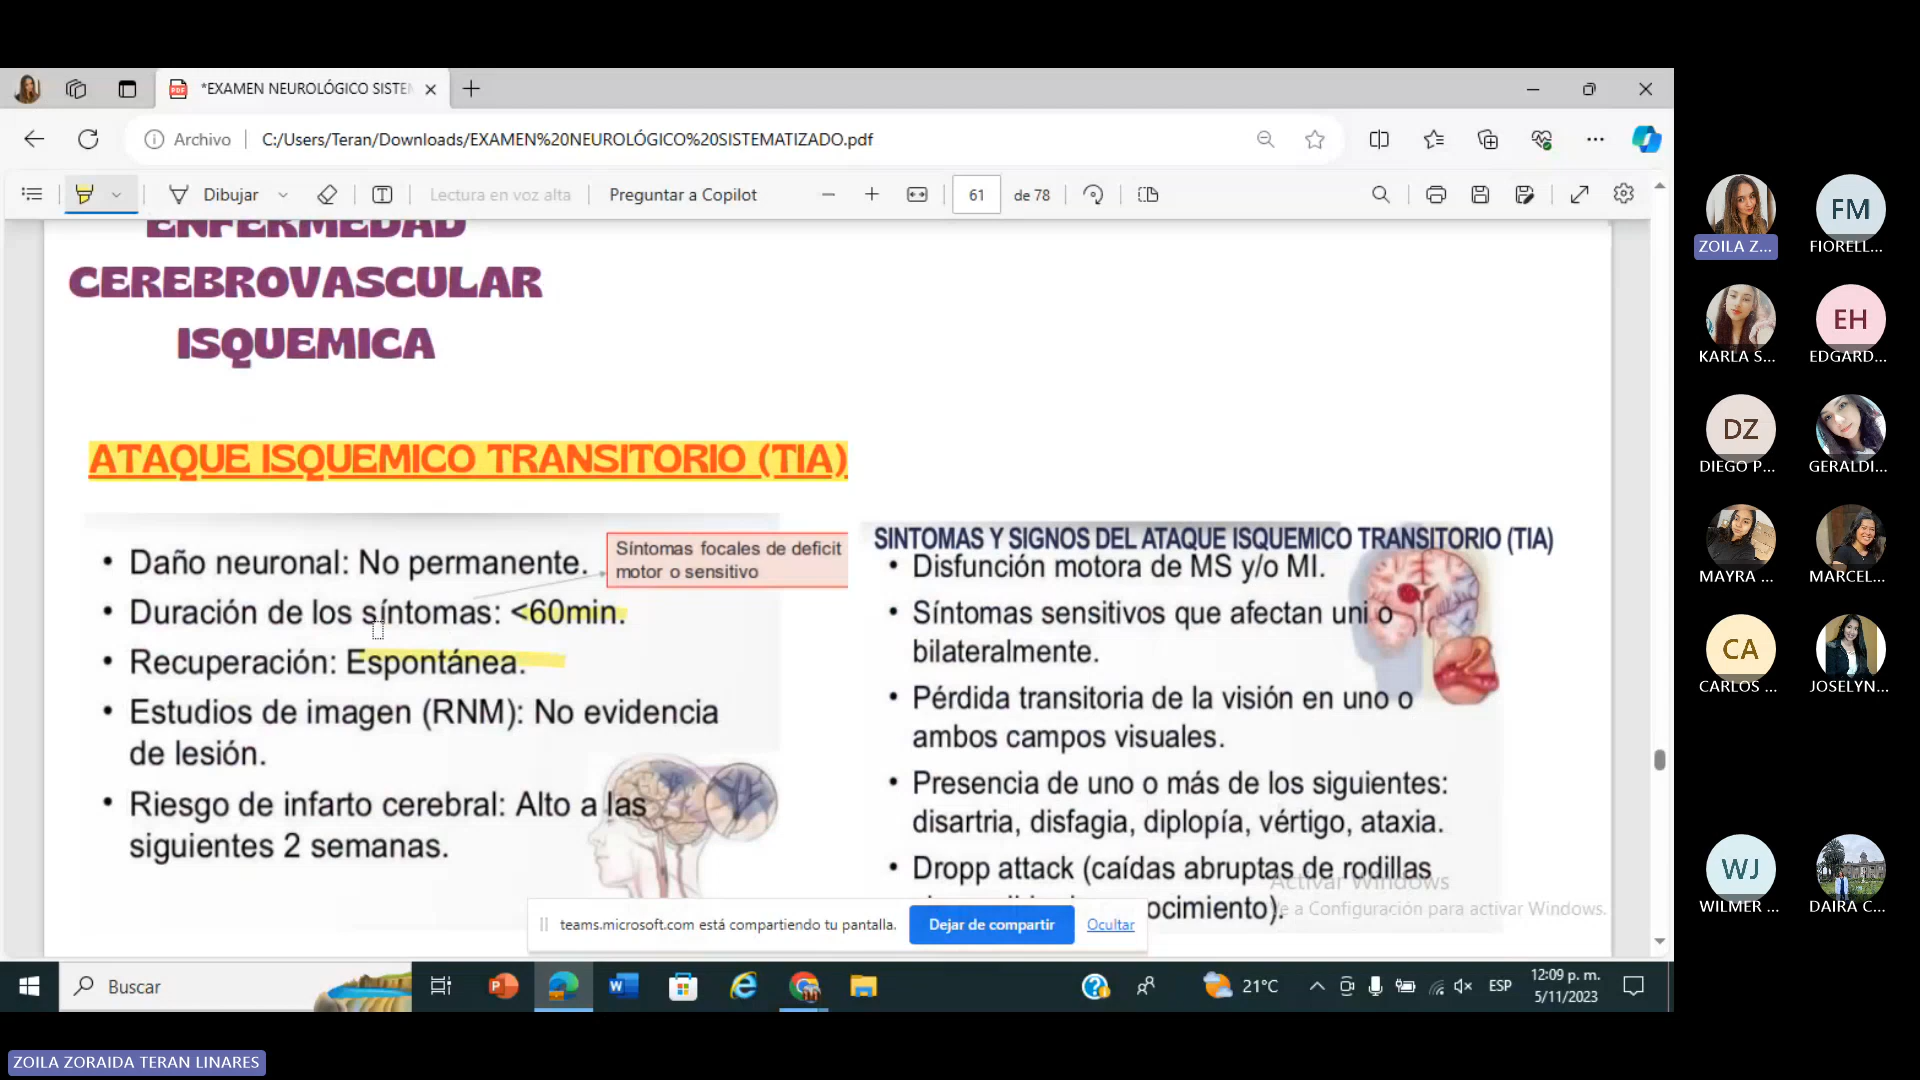 *EXAMEN NEUROLÓGICO SISTEM
Archivo
C:/Users/Teran/Downloads/EXAMEN%20NEUROLÓGICO%20SISTEMATIZADO.pdf
Dibujar
Lectura en voz alta
Preguntar a Copilot
61
de 78
ENFERMEDAD
CEREBROVASCULAR
ISQUEMICA
ATAQUE ISQUEMICO TRANSITORIO (TIA)
Síntomas focales de deficit
motor o sensitivo
• Daño neuronal: No permanente.
• Duración de los síntomas: <60min.
• Recuperación: Espontánea.
• Estudios de imagen (RNM): No evidencia
de lesión.
• Riesgo de infarto cerebral: Alto a las
siguientes 2 semanas.
SINTOMAS Y SIGNOS DEL ATAQUE ISQUEMICO TRANSITORIO (TIA)
• Disfunción motora de MS y/o MI.
• Síntomas sensitivos que afectan uni o
bilateralmente.
• Pérdida transitoria de la visión en uno o
ambos campos visuales.
• Presencia de uno o más de los siguientes:
disartria, disfagia, diplopía, vértigo, ataxia.
• Dropp attack (caídas abruptas de rodillas
ocimiento).
Activar Windows
Ve a Configuración para activar Windows.
teams.microsoft.com está compartiendo tu pantalla.
Dejar de compartir
Ocultar
Buscar
21°C
ESP
12:09 p. m.
5/11/2023
ZOILA Z...
FM
FIORELL...
KARLA S...
EH
EDGARD...
DZ
DIEGO P...
GERALDI...
MAYRA ...
MARCEL...
CA
CARLOS ...
JOSELYN...
WJ
WILMER ...
DAIRA C...
ZOILA ZORAIDA TERAN LINARES